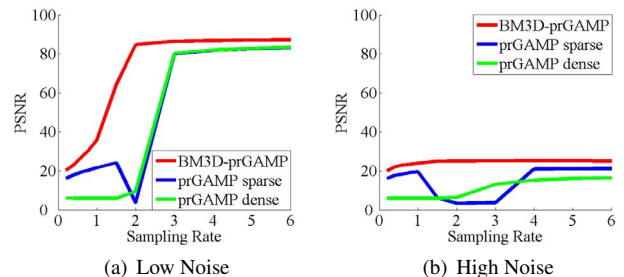 100
80
60
40
20
0
PSNR
BM3D-prGAMP
prGAMP sparse
prGAMP dense
1 2 3 4 5 6
Sampling Rate
(a) Low Noise
100
80
60
40
20
0
PSNR
BM3D-prGAMP
prGAMP sparse
prGAMP dense
1 2 3 4 5 6
Sampling Rate
(b) High Noise